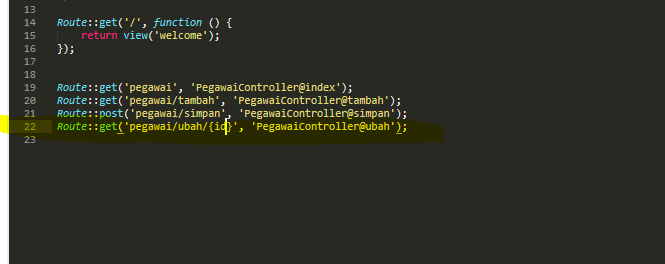 13
14 Route::get('/', function () {
15 return view('welcome');
16 });
17
18
19 Route::get('pegawai', 'PegawaiController@index');
20 Route::get('pegawai/tambah', 'PegawaiController@tambah');
21 Route::post('pegawai/simpan', 'PegawaiController@simpan');
22 Route::get('pegawai/ubah/{id}', 'PegawaiController@ubah');
23